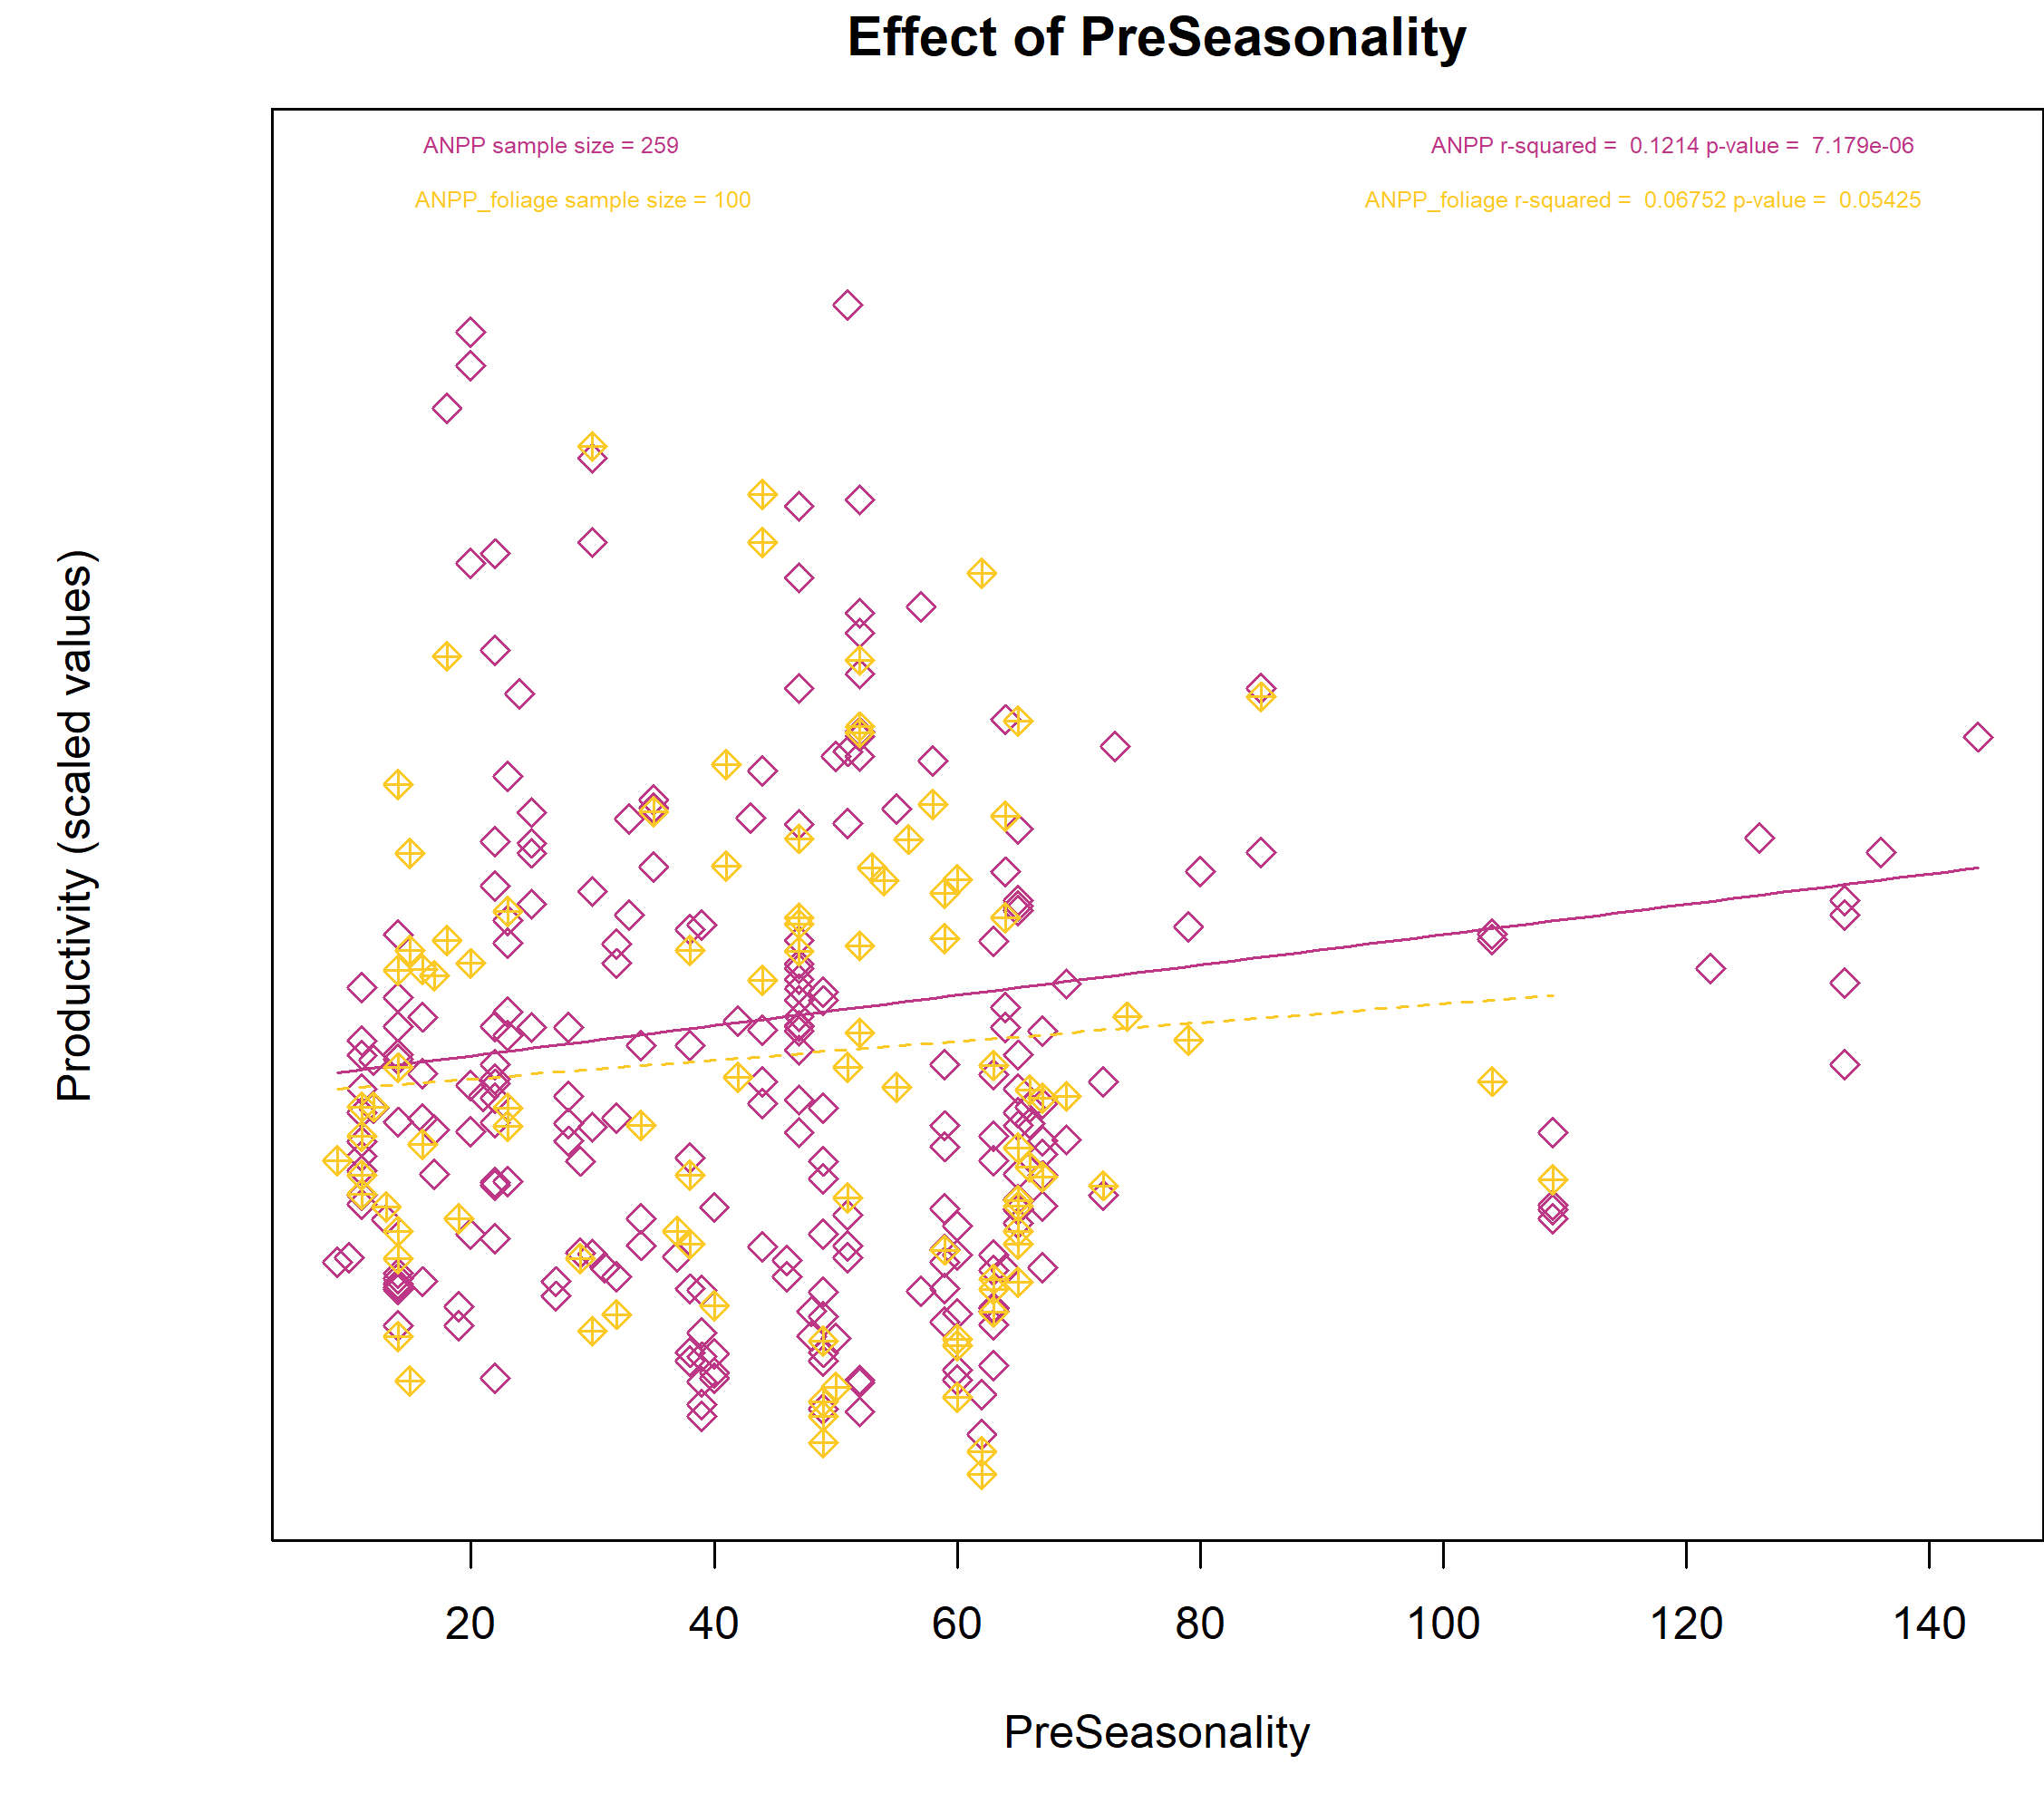 Effect of PreSeasonality
ANPP sample size = 259
ANPP r-squared =  0.1214 p-value =  7.179e-06
ANPP_foliage sample size = 100
ANPP_foliage r-squared =  0.06752 p-value =  0.05425
Productivity (scaled values)
20 40 60 80 100 120 140
PreSeasonality